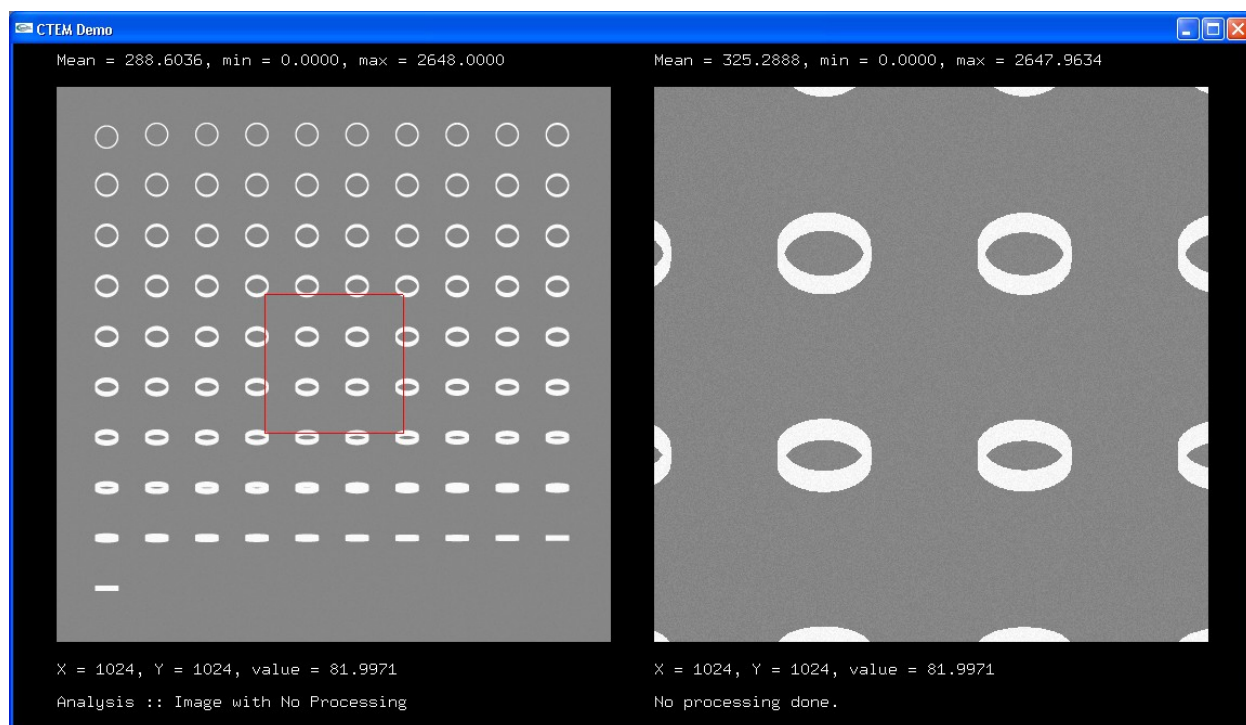 CTEM Demo
Mean = 288.6036, min = 0.0000, max = 2648.0000
Mean = 325.2888, min = 0.0000, max = 2647.9634
X = 1024, Y = 1024, value = 81.9971
X = 1024, Y = 1024, value = 81.9971
Analysis :: Image with No Processing
No processing done.